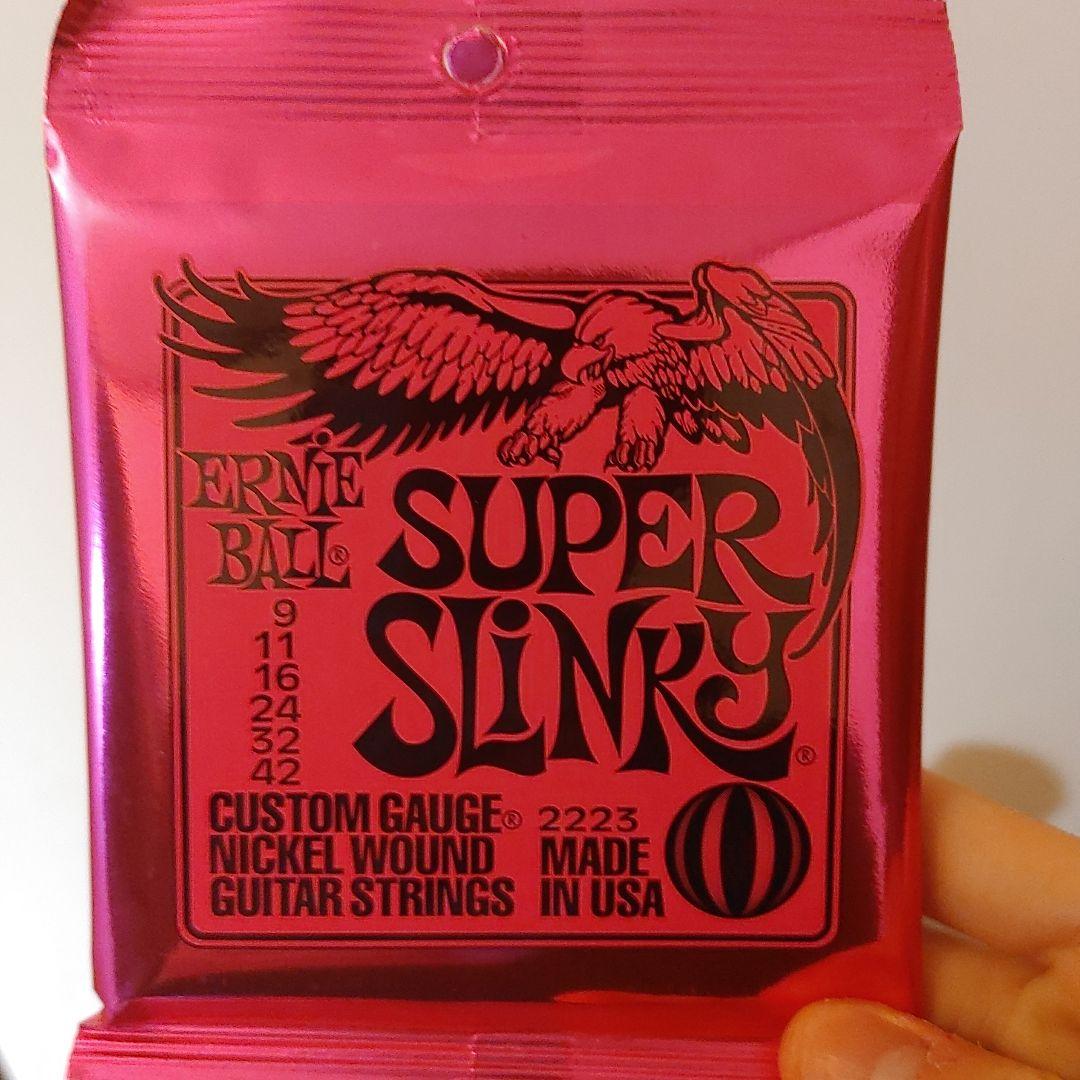 ERNiE
BALL®
SUPER
SLiNKY®
9
11
16
24
32
42
CUSTOM GAUGE®
NICKEL WOUND
GUITAR STRINGS
2223
MADE
IN USA